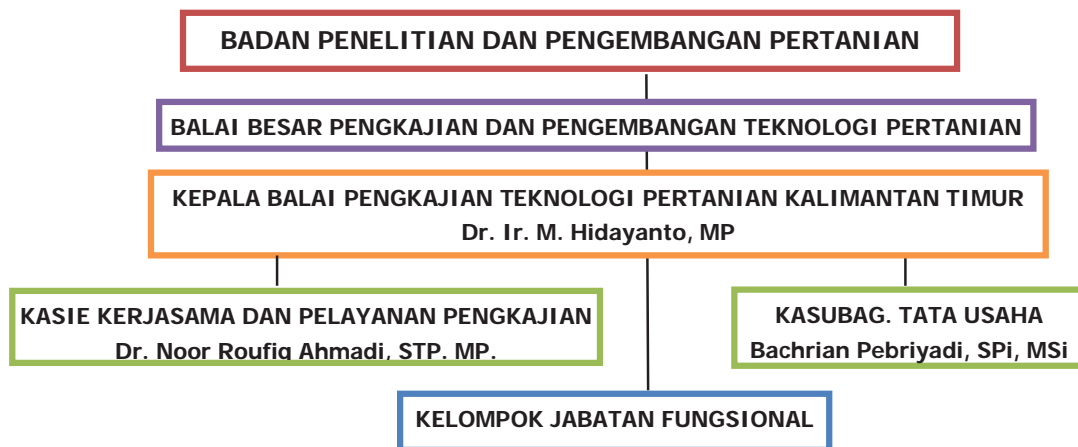 BADAN PENELITIAN DAN PENGEMBANGAN PERTANIAN
BALAI BESAR PENGKAJIAN DAN PENGEMBANGAN TEKNOLOGI PERTANIAN
KEPALA BALAI PENGKAJIAN TEKNOLOGI PERTANIAN KALIMANTAN TIMUR
Dr. Ir. M. Hidayanto, MP
KASIE KERJASAMA DAN PELAYANAN PENGKAJIAN
Dr. Noor Roufiq Ahmadi, STP. MP.
KASUBAG. TATA USAHA
Bachrian Pebriyadi, SPi, MSi
KELOMPOK JABATAN FUNGSIONAL